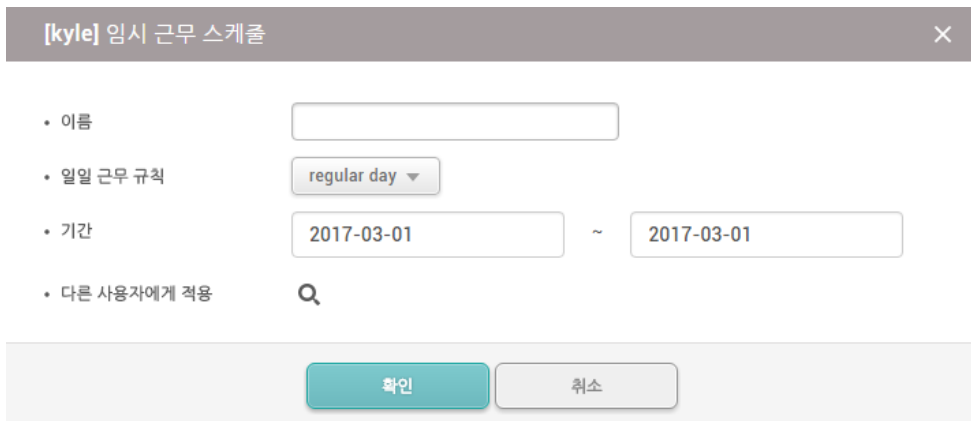 [kyle] 임시 근무 스케줄
• 이름
• 일일 근무 규칙 regular day
• 기간 2017-03-01 ~ 2017-03-01
• 다른 사용자에게 적용
확인 취소